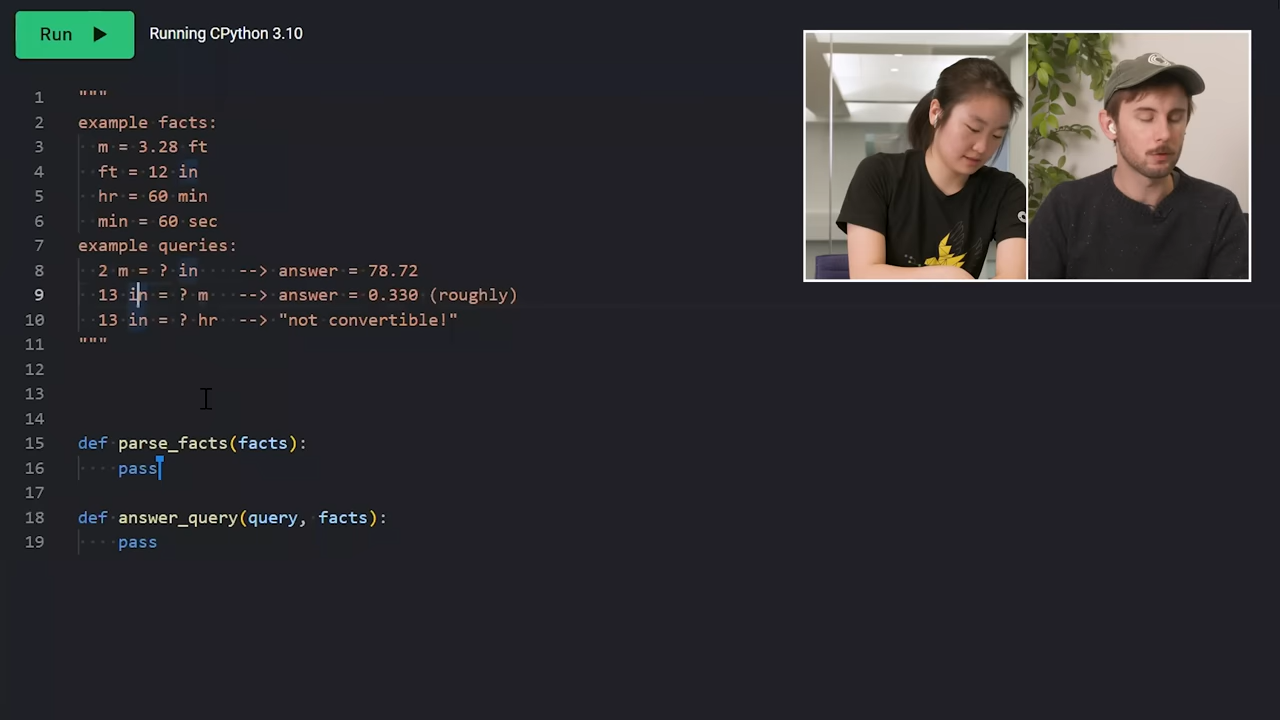 Run Running CPython 3.10
1 """
2 example facts:
3 m = 3.28 ft
4 ft = 12 in
5 hr = 60 min
6 min = 60 sec
7 example queries:
8 2 m = ? in --> answer = 78.72
9 13 in = ? m --> answer = 0.330 (roughly)
10 13 in = ? hr --> "not convertible!"
11 """
12
13
14
15 def parse_facts(facts):
16 pass
17
18 def answer_query(query, facts):
19 pass